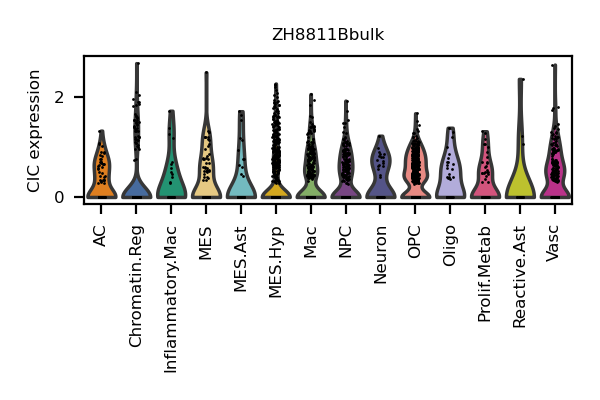 ZH8811Bbulk
CIC expression
2
0
AC
Chromatin.Reg
Inflammatory.Mac
MES
MES.Ast
MES.Hyp
Mac
NPC
Neuron
OPC
Oligo
Prolif.Metab
Reactive.Ast
Vasc